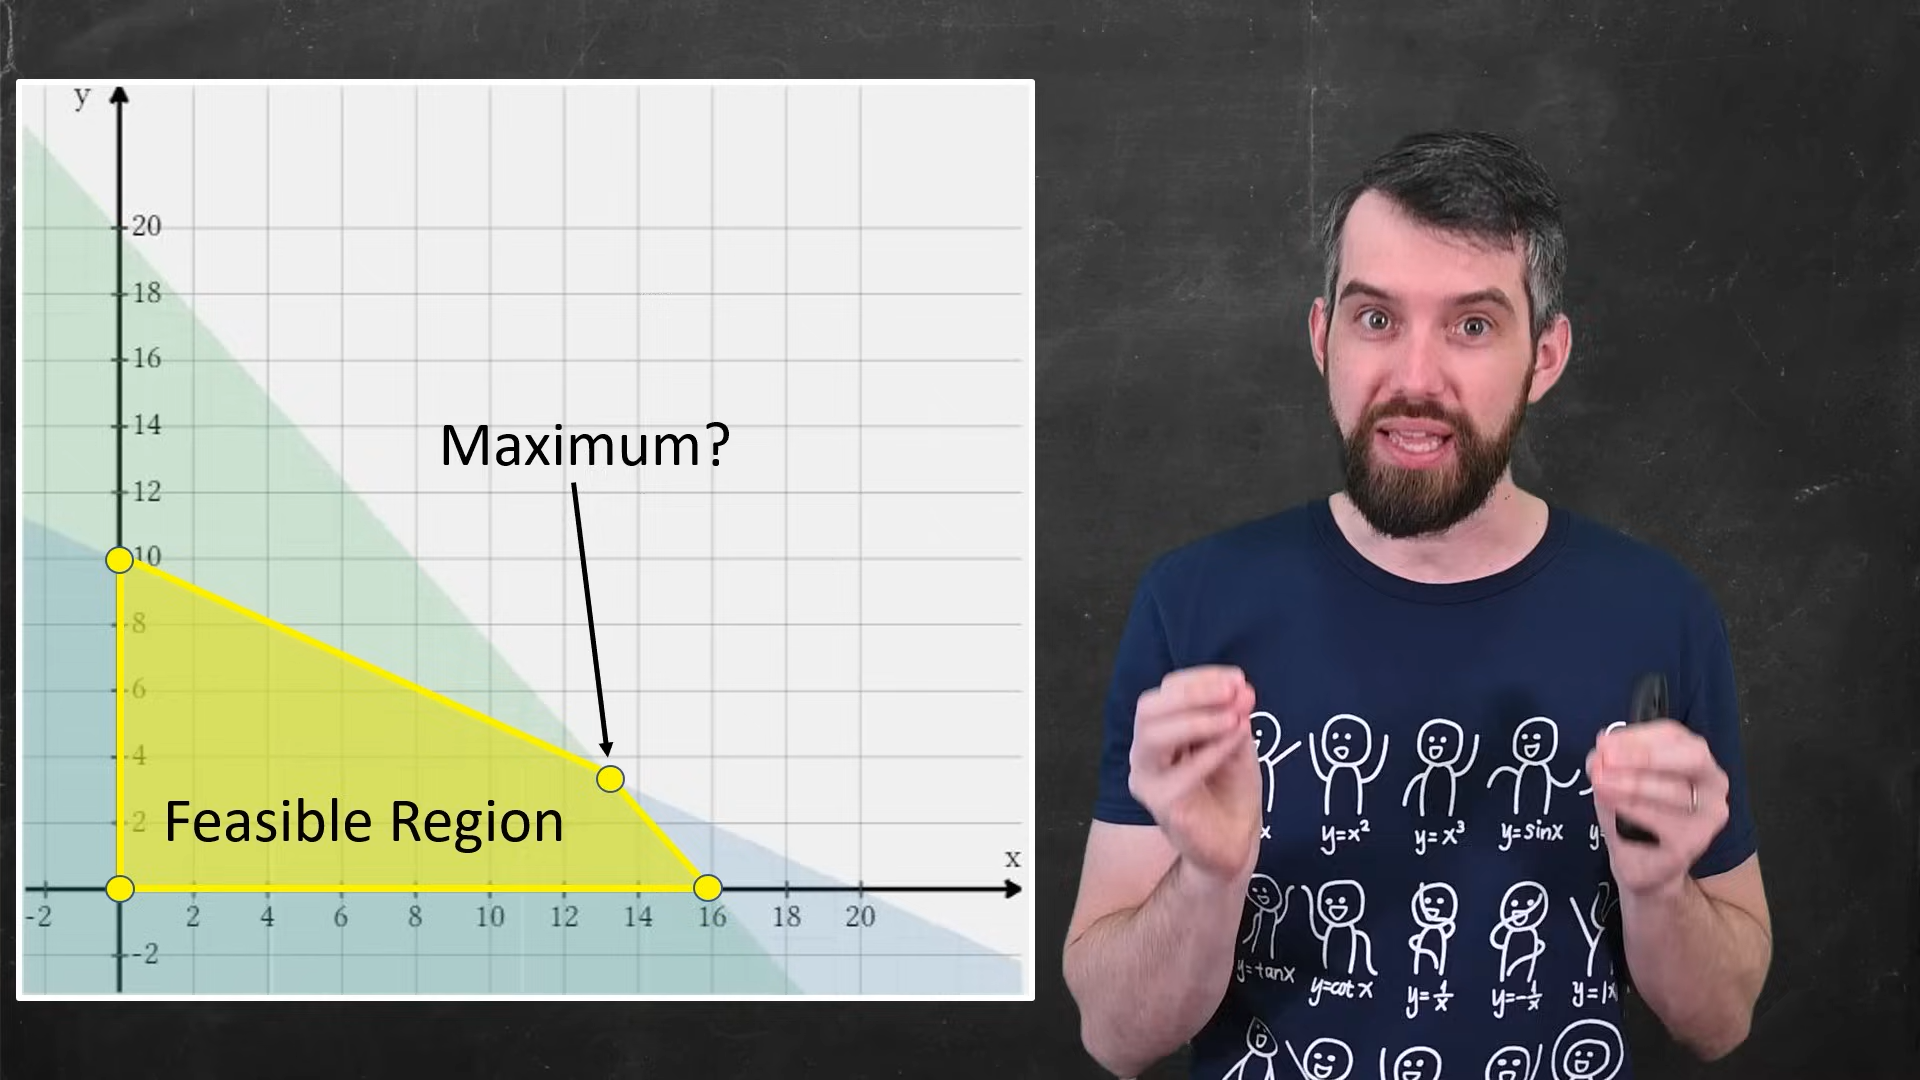 y
20
18
16
14
Maximum?
12
10
8
6
4
2
Feasible Region
x
-2 2 4 6 8 10 12 14 16 18 20
-2
y=x² y=x³ y=sinx
y=tanx y=cotx y=1/x y=-1/x